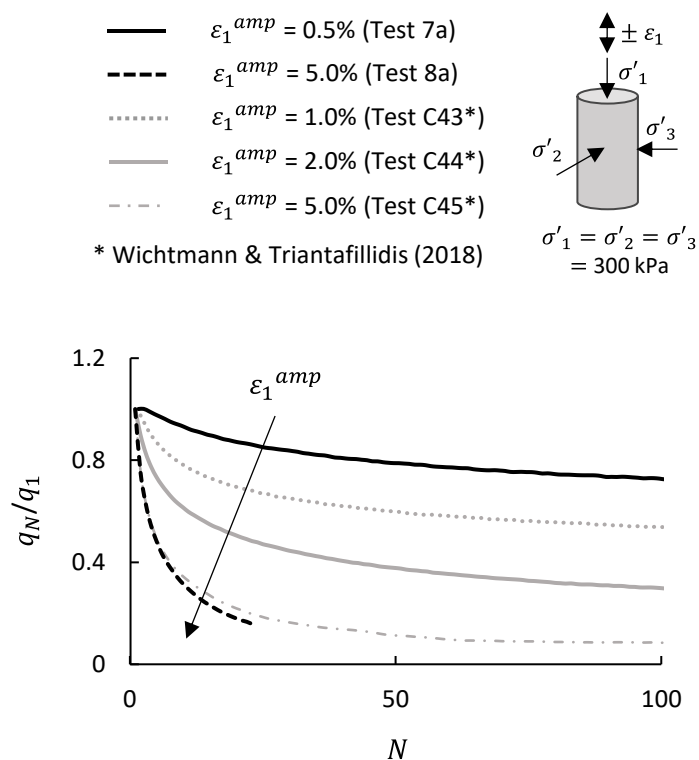 ε₁ᵃᵐᵖ = 0.5% (Test 7a)
ε₁ᵃᵐᵖ = 5.0% (Test 8a)
ε₁ᵃᵐᵖ = 1.0% (Test C43*)
ε₁ᵃᵐᵖ = 2.0% (Test C44*)
ε₁ᵃᵐᵖ = 5.0% (Test C45*)
* Wichtmann & Triantafillidis (2018)
± ε₁
σ′₁
σ′₃
σ′₂
σ′₁ = σ′₂ = σ′₃
= 300 kPa
1.2
0.8
0.4
0
q_N/q₁
ε₁ᵃᵐᵖ
0
50
100
N